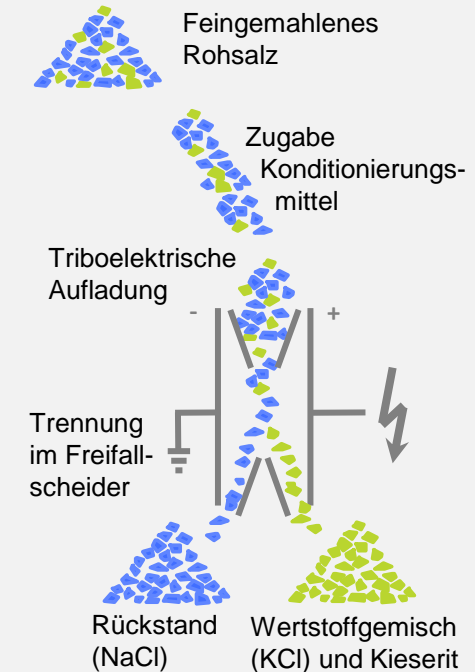 Feingemahlenes
Rohsalz
Zugabe
Konditionierungs-
mittel
Triboelektrische
Aufladung
-
+
Trennung
im Freifall-
scheider
Rückstand
(NaCl)
Wertstoffgemisch
(KCl) und Kieserit